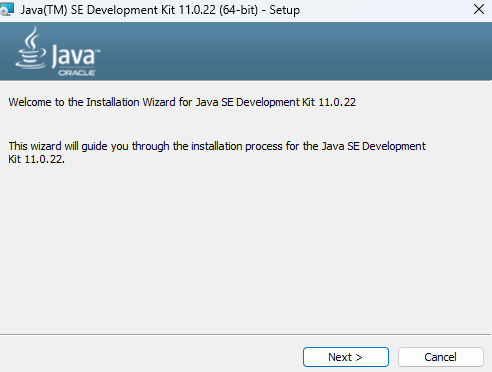 Java(TM) SE Development Kit 11.0.22 (64-bit) - Setup
Java™
ORACLE
Welcome to the Installation Wizard for Java SE Development Kit 11.0.22
This wizard will guide you through the installation process for the Java SE Development
Kit 11.0.22.
Next >
Cancel